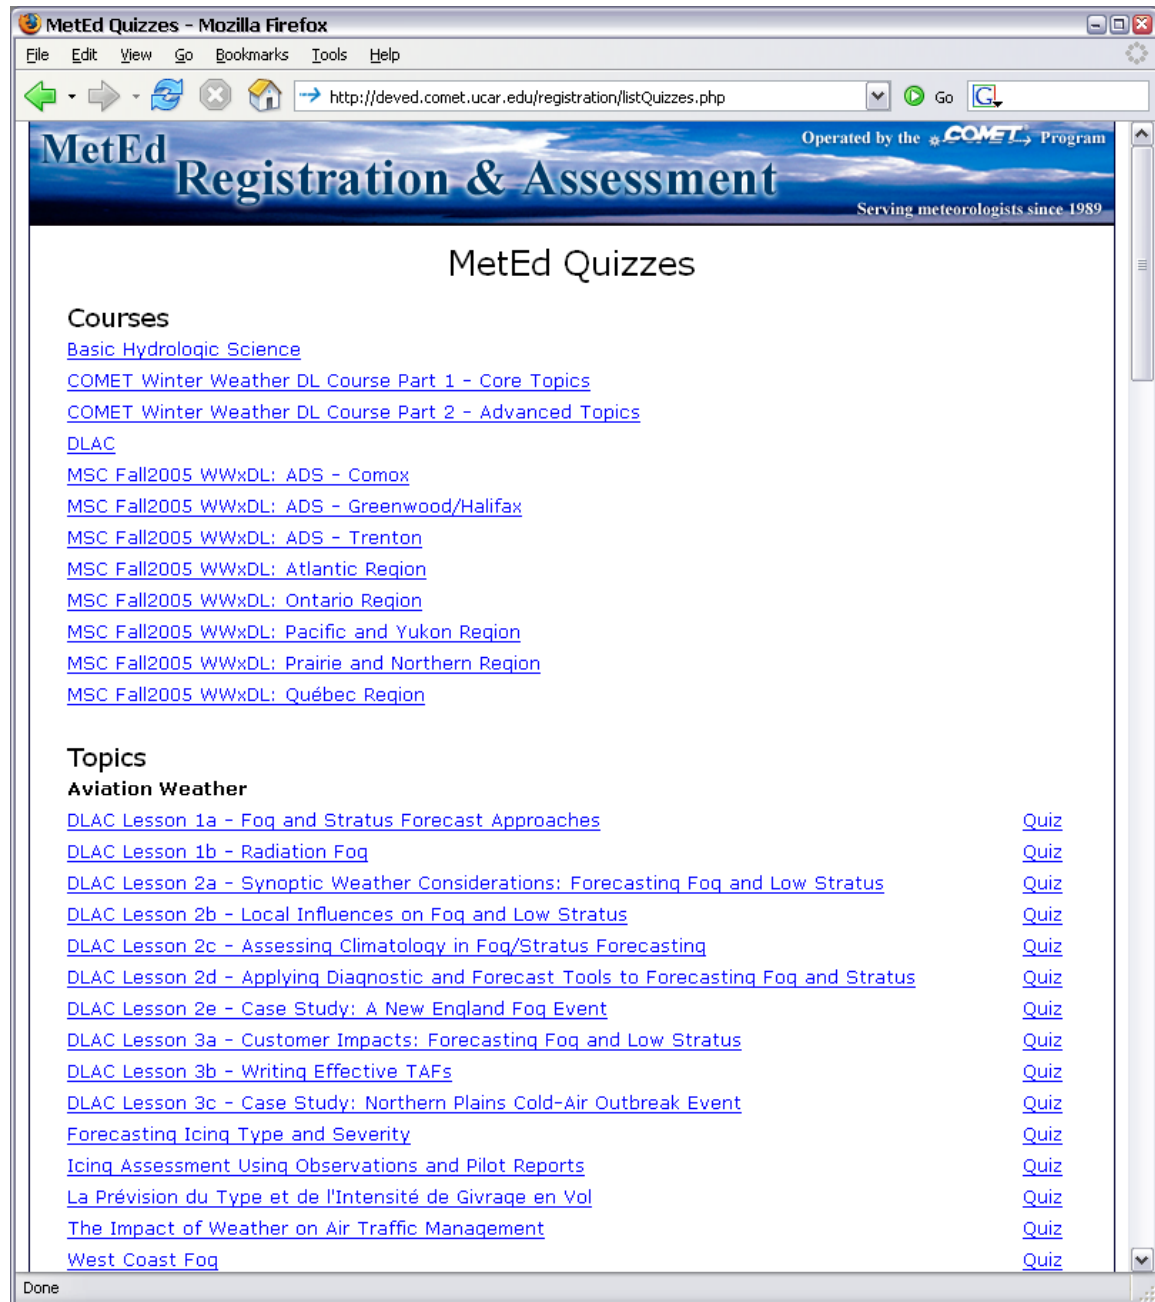 MetEd Quizzes - Mozilla Firefox
File Edit View Go Bookmarks Tools Help
http://deved.comet.ucar.edu/registration/listQuizzes.php Go G
MetEd Registration & Assessment
Operated by the COMET Program
Serving meteorologists since 1989
MetEd Quizzes
Courses
Basic Hydrologic Science
COMET Winter Weather DL Course Part 1 - Core Topics
COMET Winter Weather DL Course Part 2 - Advanced Topics
DLAC
MSC Fall2005 WWxDL: ADS - Comox
MSC Fall2005 WWxDL: ADS - Greenwood/Halifax
MSC Fall2005 WWxDL: ADS - Trenton
MSC Fall2005 WWxDL: Atlantic Region
MSC Fall2005 WWxDL: Ontario Region
MSC Fall2005 WWxDL: Pacific and Yukon Region
MSC Fall2005 WWxDL: Prairie and Northern Region
MSC Fall2005 WWxDL: Québec Region
Topics
Aviation Weather
DLAC Lesson 1a - Fog and Stratus Forecast Approaches Quiz
DLAC Lesson 1b - Radiation Fog Quiz
DLAC Lesson 2a - Synoptic Weather Considerations: Forecasting Fog and Low Stratus Quiz
DLAC Lesson 2b - Local Influences on Fog and Low Stratus Quiz
DLAC Lesson 2c - Assessing Climatology in Fog/Stratus Forecasting Quiz
DLAC Lesson 2d - Applying Diagnostic and Forecast Tools to Forecasting Fog and Stratus Quiz
DLAC Lesson 2e - Case Study: A New England Fog Event Quiz
DLAC Lesson 3a - Customer Impacts: Forecasting Fog and Low Stratus Quiz
DLAC Lesson 3b - Writing Effective TAFs Quiz
DLAC Lesson 3c - Case Study: Northern Plains Cold-Air Outbreak Event Quiz
Forecasting Icing Type and Severity Quiz
Icing Assessment Using Observations and Pilot Reports Quiz
La Prévision du Type et de l'Intensité de Givrage en Vol Quiz
The Impact of Weather on Air Traffic Management Quiz
West Coast Fog Quiz
Done